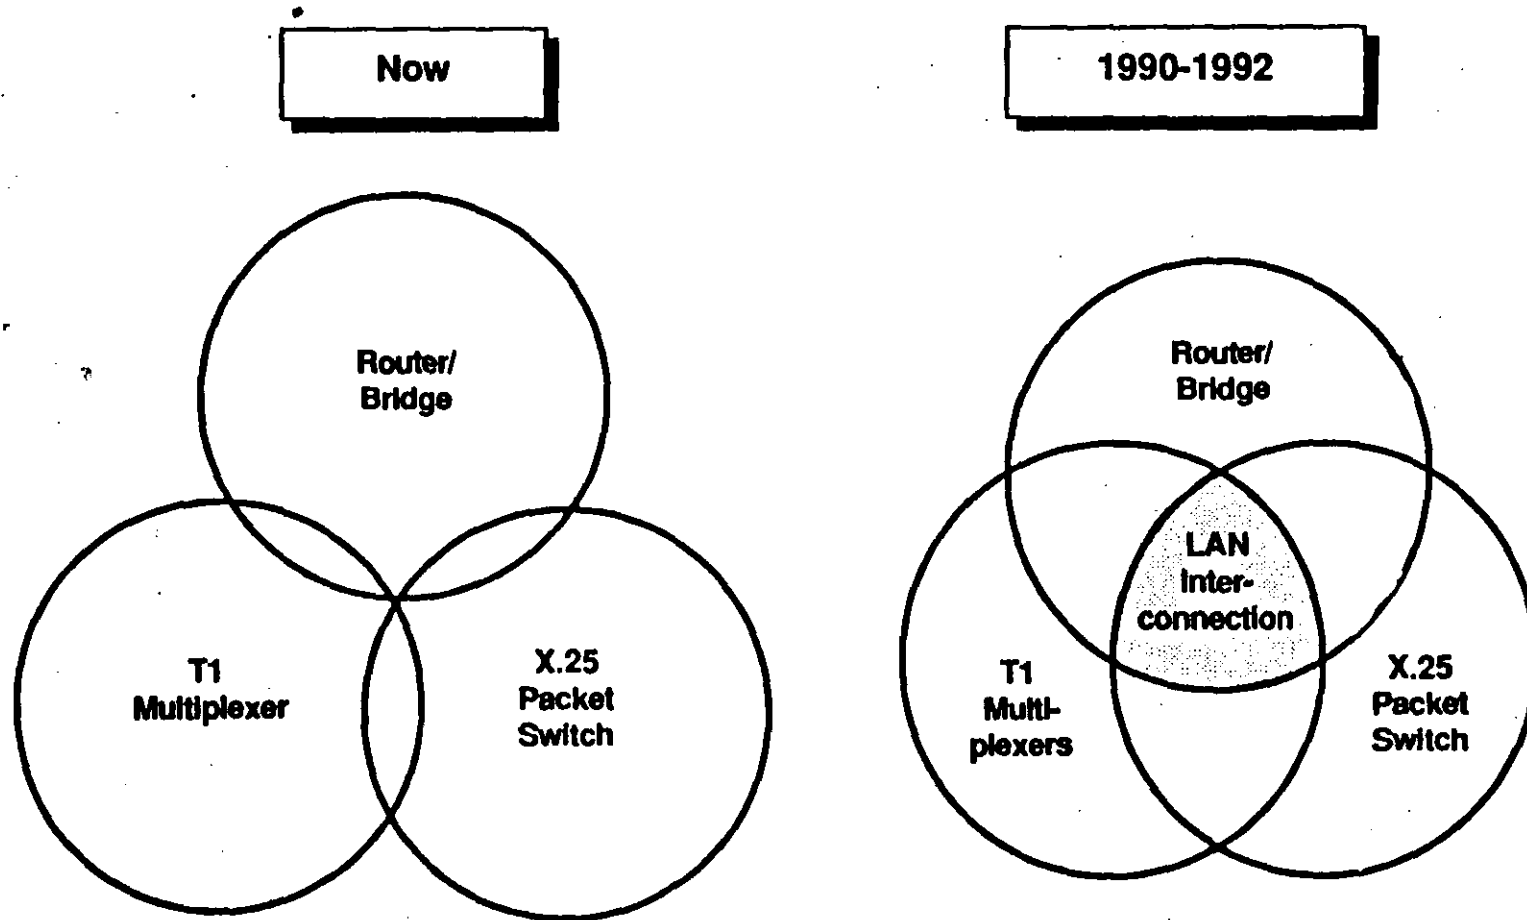 Now
Router/
Bridge
T1
Multiplexer
X.25
Packet
Switch
1990-1992
Router/
Bridge
LAN
Inter-
connection
T1
Multi-
plexers
X.25
Packet
Switch